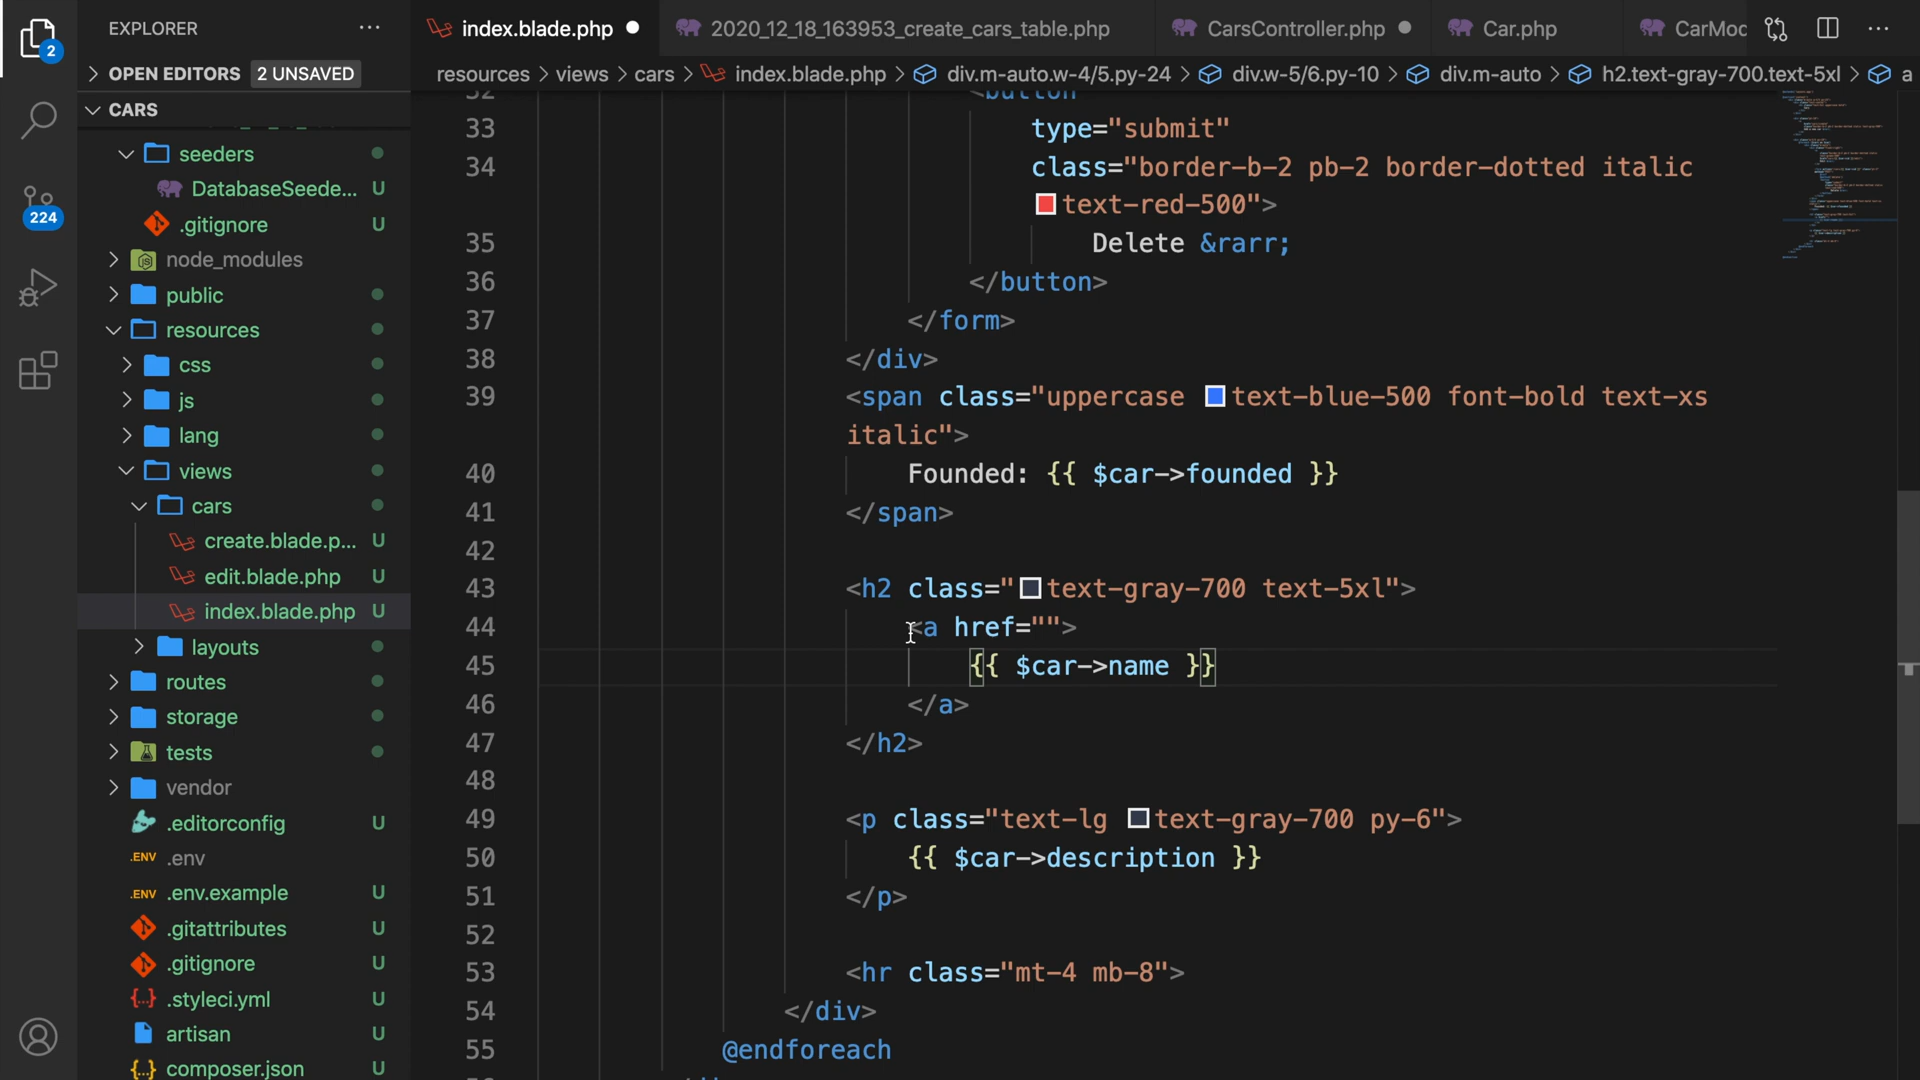 EXPLORER
index.blade.php
2020_12_18_163953_create_cars_table.php
CarsController.php
Car.php
CarMoc
OPEN EDITORS 2 UNSAVED
resources > views > cars > index.blade.php > div.m-auto.w-4/5.py-24 > div.w-5/6.py-10 > div.m-auto > h2.text-gray-700.text-5xl > a
2
224
CARS
seeders
DatabaseSeede... U
.gitignore U
node_modules
public
resources
css
js
lang
views
cars
create.blade.p... U
edit.blade.php U
index.blade.php U
layouts
routes
storage
tests
vendor
.editorconfig U
.ENV .env
.ENV .env.example U
.gitattributes U
.gitignore U
.styleci.yml U
artisan U
composer.json U
32 <button
33 type="submit"
34 class="border-b-2 pb-2 border-dotted italic
text-red-500">
35 Delete &rarr;
36 </button>
37 </form>
38 </div>
39 <span class="uppercase text-blue-500 font-bold text-xs
italic">
40 Founded: {{ $car->founded }}
41 </span>
42
43 <h2 class="text-gray-700 text-5xl">
44 <a href="">
45 {{ $car->name }}
46 </a>
47 </h2>
48
49 <p class="text-lg text-gray-700 py-6">
50 {{ $car->description }}
51 </p>
52
53 <hr class="mt-4 mb-8">
54 </div>
55 @endforeach